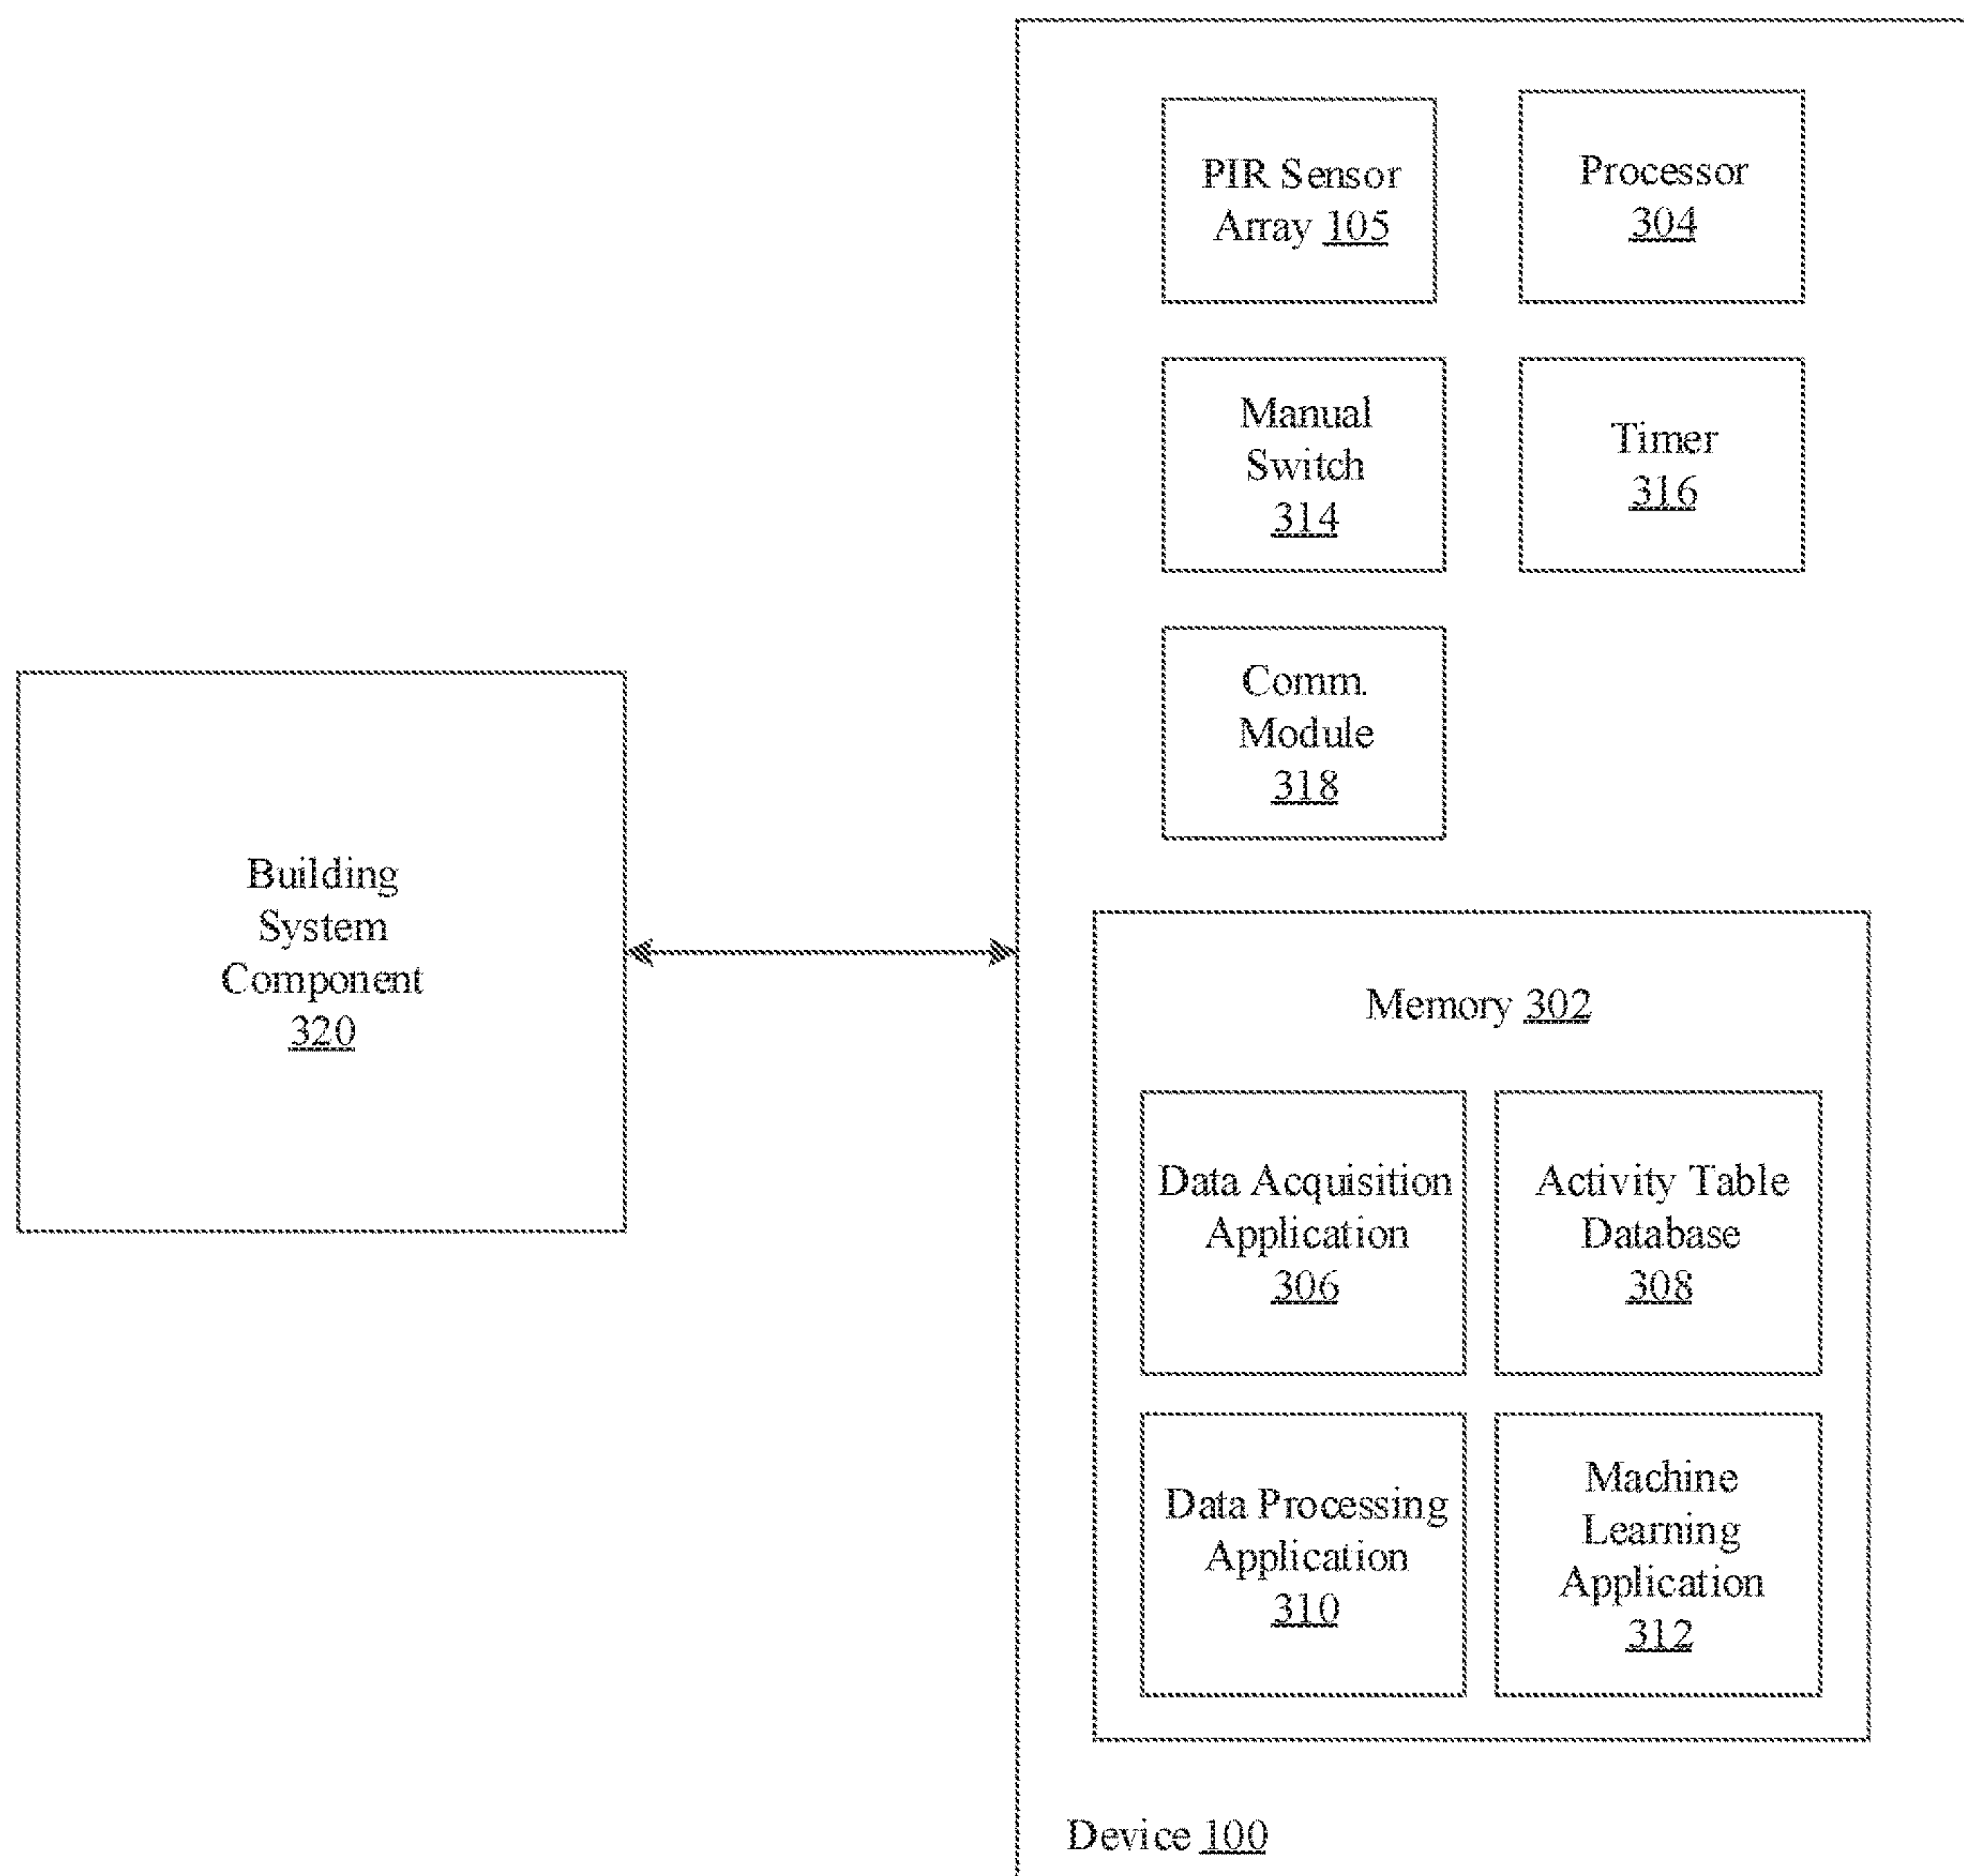 PIR Sensor
Array 105
Processor
304
Manual
Switch
314
Timer
316
Comm.
Module
318
Building
System
Component
320
Memory 302
Data Acquisition
Application
306
Activity Table
Database
308
Data Processing
Application
310
Machine
Learning
Application
312
Device 100